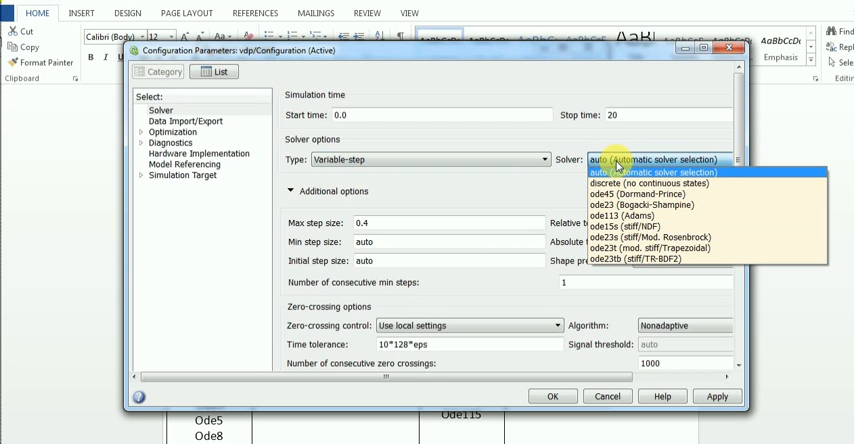 HOME INSERT DESIGN PAGE LAYOUT REFERENCES MAILINGS REVIEW VIEW
Cut
Copy
Format Painter
Clipboard
Calibri (Body) 12
B I U
AaBbCcDc
Emphasis
Find
Repl
Sele
Editin
Configuration Parameters: vdp/Configuration (Active)
Category List
Select:
Solver
Data Import/Export
Optimization
Diagnostics
Hardware Implementation
Model Referencing
Simulation Target
Simulation time
Start time: 0.0 Stop time: 20
Solver options
Type: Variable-step Solver: auto (Automatic solver selection)
auto (Automatic solver selection)
discrete (no continuous states)
ode45 (Dormand-Prince)
ode23 (Bogacki-Shampine)
ode113 (Adams)
ode15s (stiff/NDF)
ode23s (stiff/Mod. Rosenbrock)
ode23t (mod. stiff/Trapezoidal)
ode23tb (stiff/TR-BDF2)
Additional options
Max step size: 0.4 Relative to
Min step size: auto Absolute t
Initial step size: auto Shape pre
Number of consecutive min steps: 1
Zero-crossing options
Zero-crossing control: Use local settings Algorithm: Nonadaptive
Time tolerance: 10*128*eps Signal threshold: auto
Number of consecutive zero crossings: 1000
OK Cancel Help Apply
Ode5 Ode115
Ode8